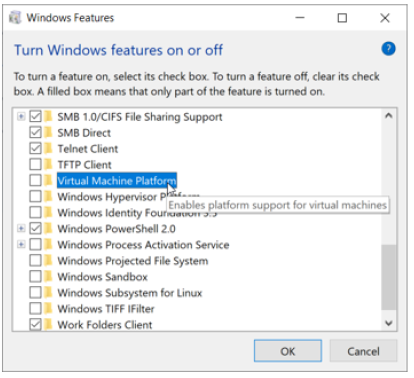 Windows Features
Turn Windows features on or off
To turn a feature on, select its check box. To turn a feature off, clear its check
box. A filled box means that only part of the feature is turned on.
SMB 1.0/CIFS File Sharing Support
SMB Direct
Telnet Client
TFTP Client
Virtual Machine Platform
Windows Hypervisor Platform
Enables platform support for virtual machines
Windows Identity Foundation 3.5
Windows PowerShell 2.0
Windows Process Activation Service
Windows Projected File System
Windows Sandbox
Windows Subsystem for Linux
Windows TIFF IFilter
Work Folders Client
OK
Cancel